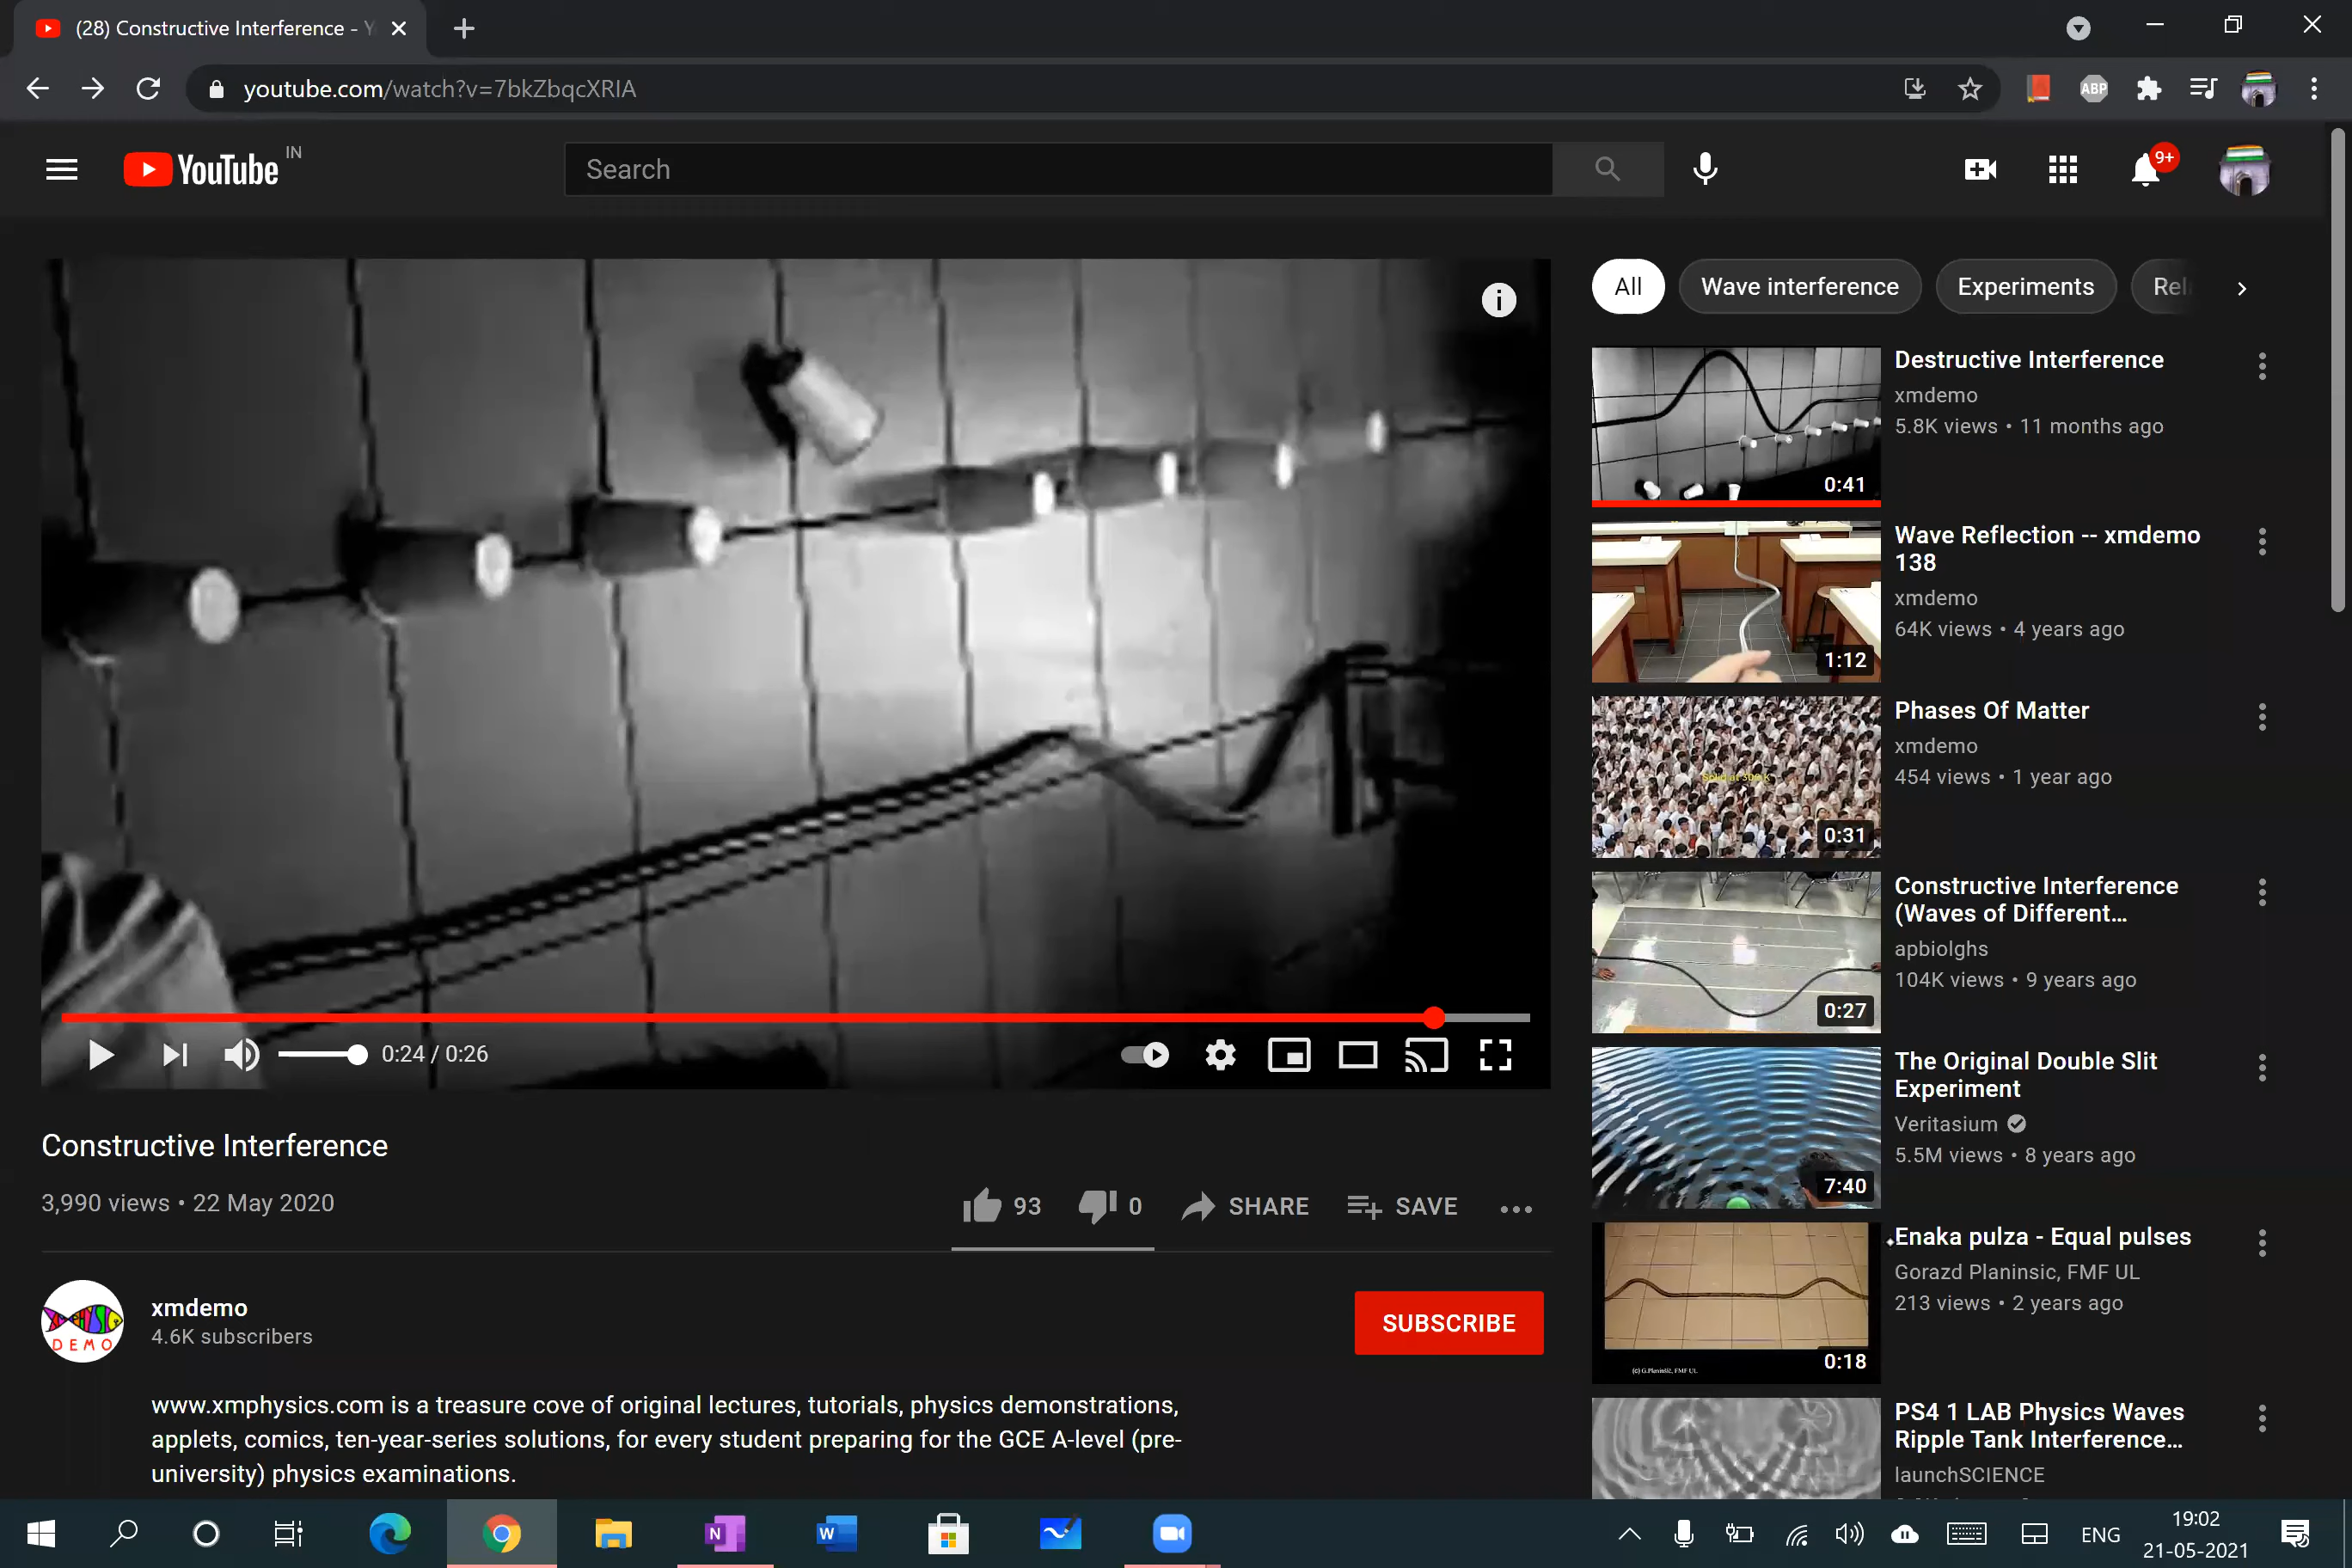 (28) Constructive Interference - Y
youtube.com/watch?v=7bkZbqcXRIA
ABP
YouTube
IN
Search
9+
All
Wave interference
Experiments
Rel
Destructive Interference
xmdemo
5.8K views • 11 months ago
0:41
Wave Reflection -- xmdemo
138
xmdemo
64K views • 4 years ago
1:12
Phases Of Matter
xmdemo
454 views • 1 year ago
0:31
Constructive Interference
(Waves of Different...
apbiolghs
104K views • 9 years ago
0:27
The Original Double Slit
Experiment
Veritasium
5.5M views • 8 years ago
7:40
Enaka pulza - Equal pulses
Gorazd Planinsic, FMF UL
213 views • 2 years ago
0:18
PS4 1 LAB Physics Waves
Ripple Tank Interference...
launchSCIENCE
0:24 / 0:26
Constructive Interference
3,990 views • 22 May 2020
93
0
SHARE
SAVE
DEMO
xmdemo
4.6K subscribers
SUBSCRIBE
www.xmphysics.com is a treasure cove of original lectures, tutorials, physics demonstrations,
applets, comics, ten-year-series solutions, for every student preparing for the GCE A-level (pre-
university) physics examinations.
N
W
ENG
19:02
21-05-2021